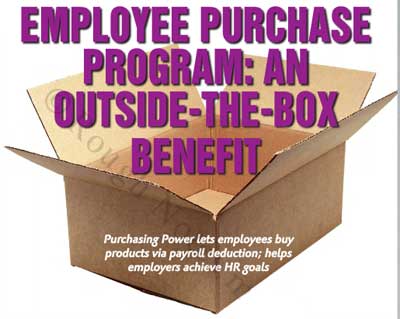 EMPLOYEE PURCHASE
PROGRAM: AN
OUTSIDE-THE-BOX
BENEFIT
Purchasing Power lets employees buy
products via payroll deduction; helps
employers achieve HR goals